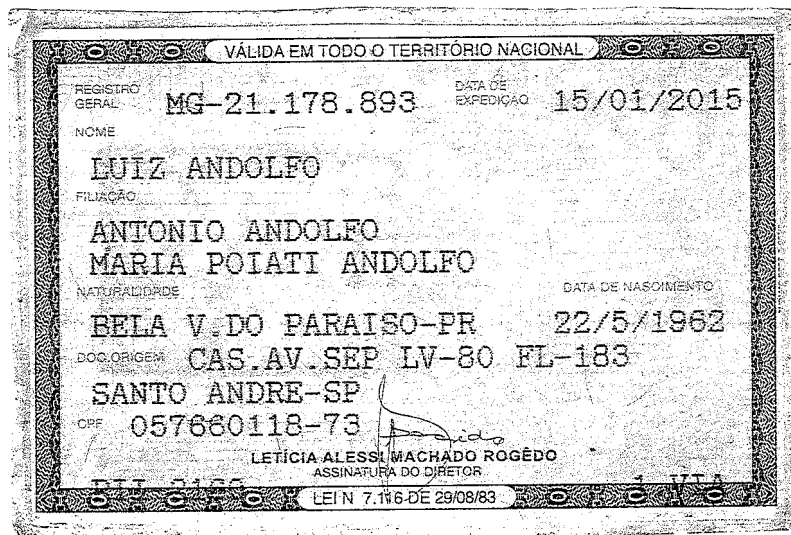 VÁLIDA EM TODO O TERRITÓRIO NACIONAL
REGISTRO GERAL MG-21.178.893 DATA DE EXPEDIÇÃO 15/01/2015
NOME
LUIZ ANDOLFO
FILIAÇÃO
ANTONIO ANDOLFO
MARIA POIATI ANDOLFO
NATURALIDADE DATA DE NASCIMENTO
BELA V.DO PARAISO-PR 22/5/1962
DOC.ORIGEM CAS.AV.SEP LV-80 FL-183
SANTO ANDRE-SP
CPF 057660118-73
LETÍCIA ALESSI MACHADO ROGÊDO
ASSINATURA DO DIRETOR
1 VIA
LEI N 7.116 DE 29/08/83